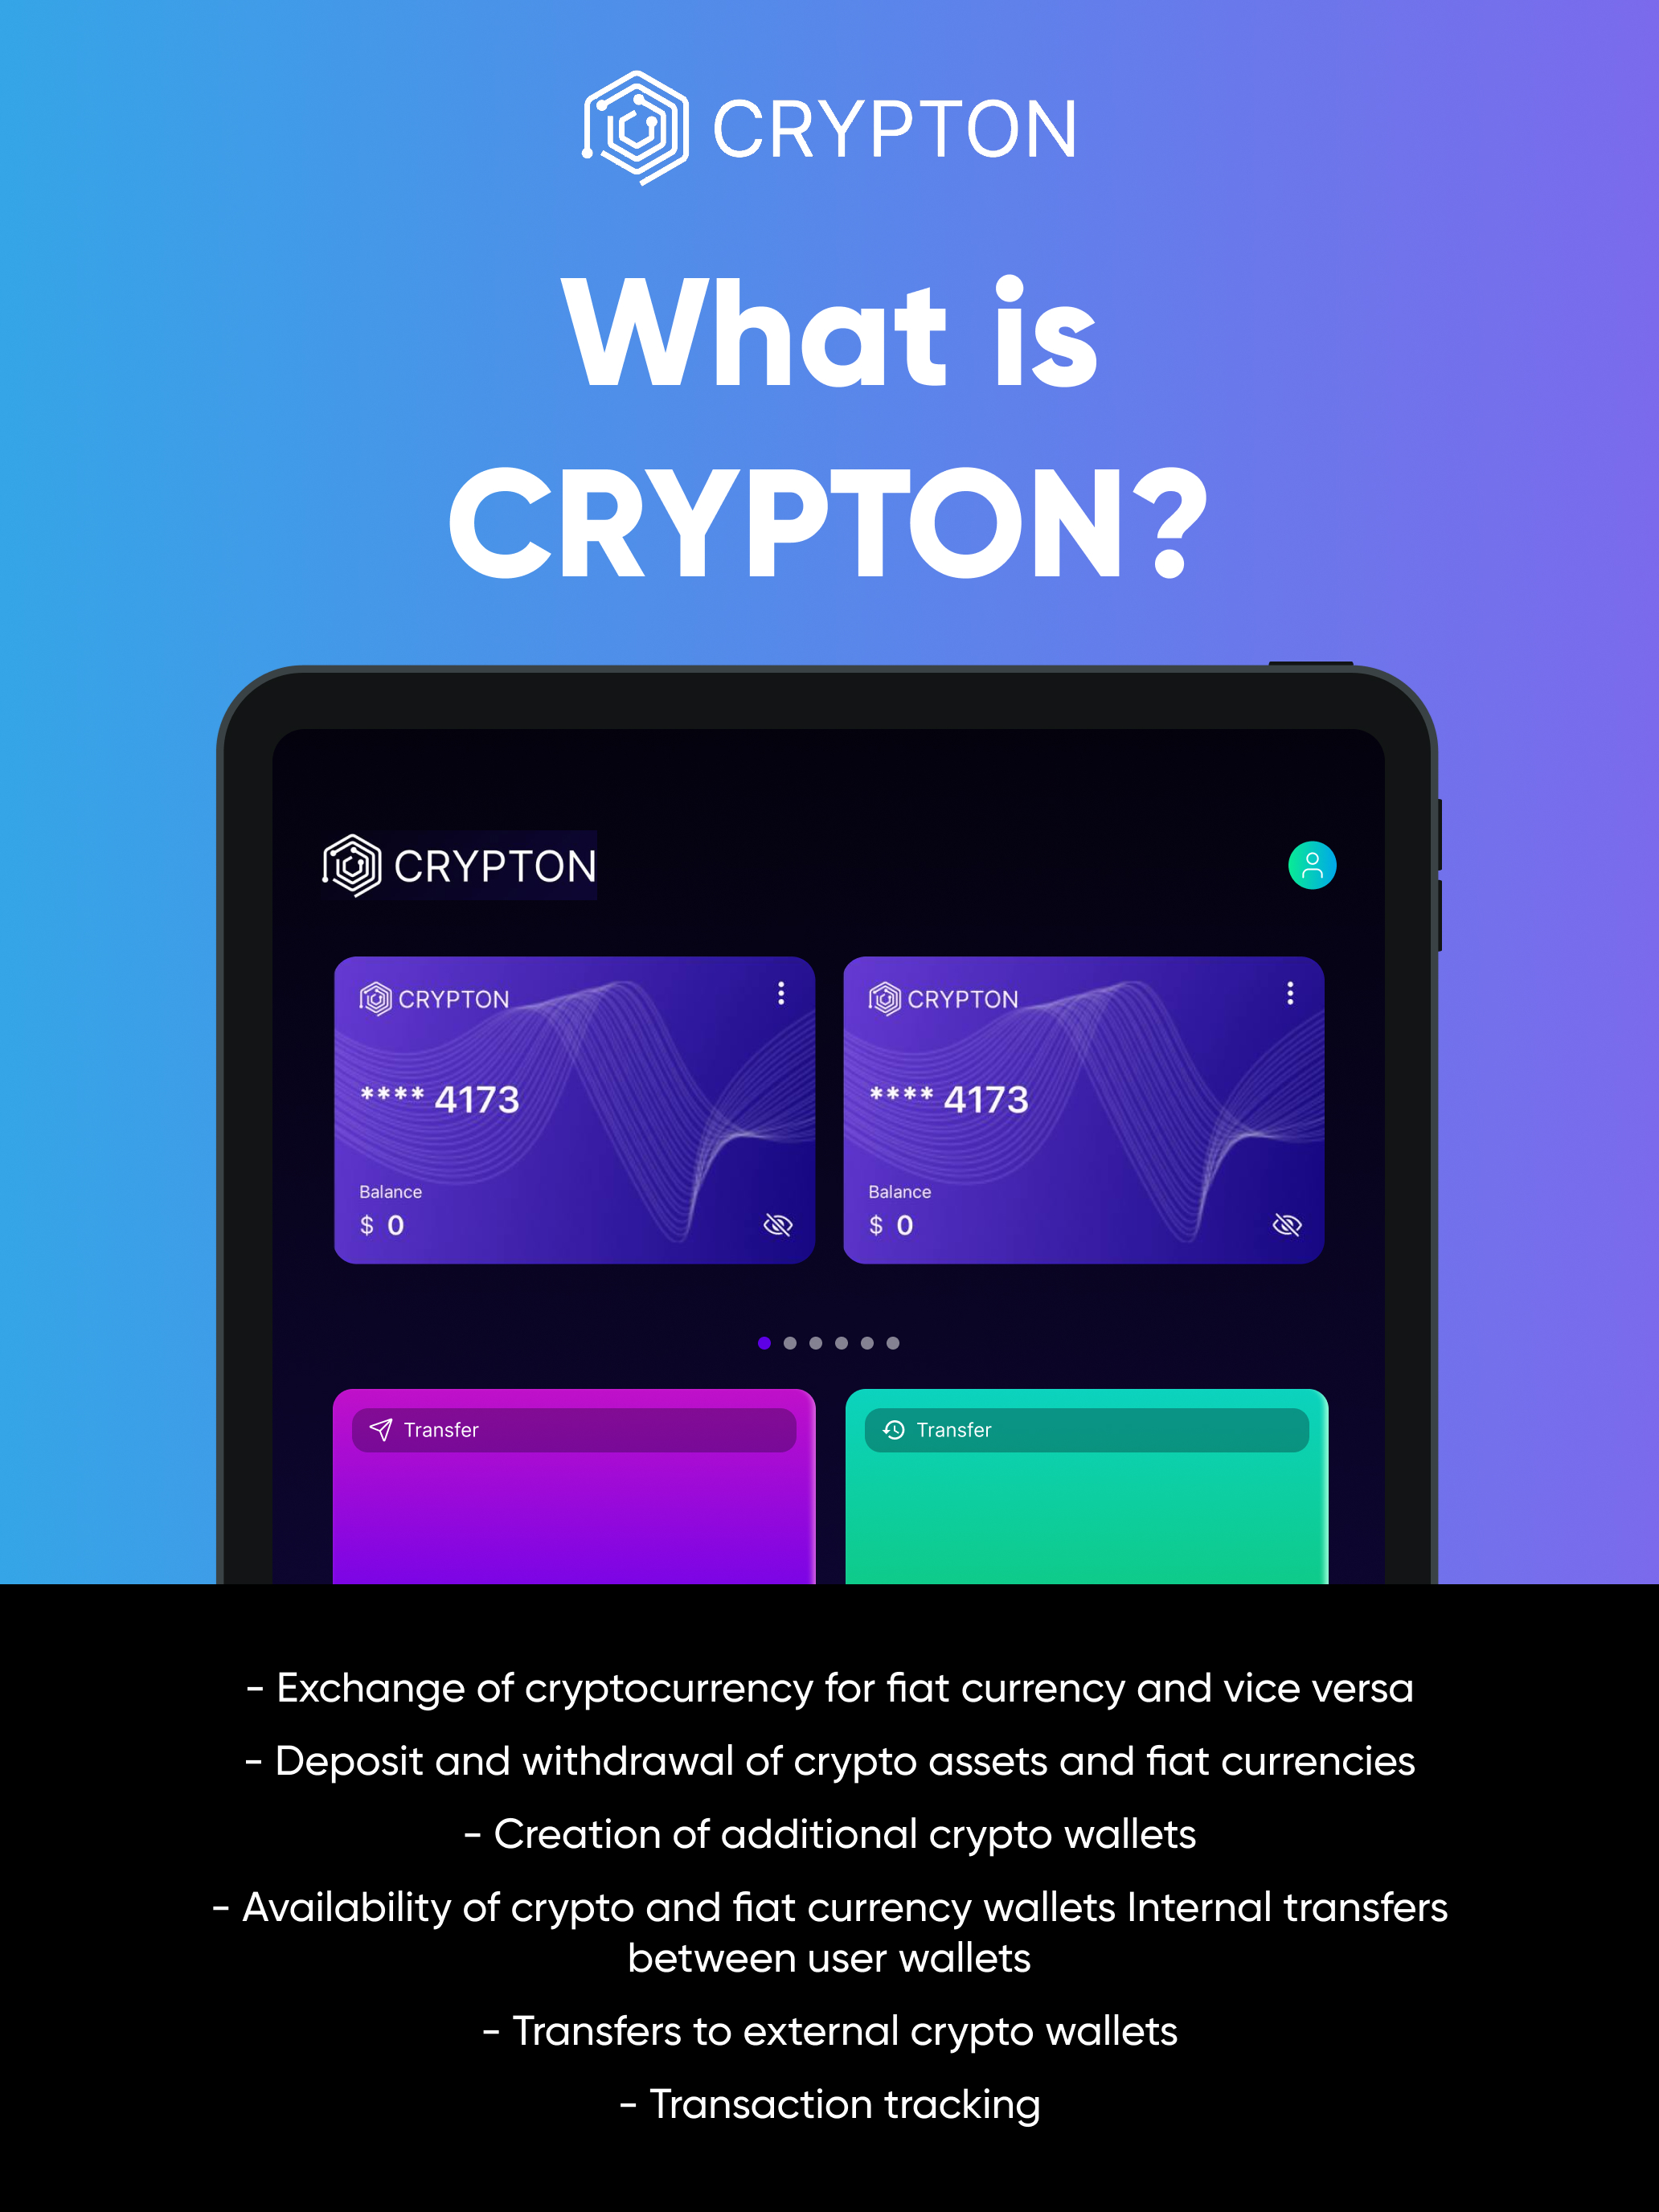 CRYPTON
What is
CRYPTON?
CRYPTON
CRYPTON
**** 4173
Balance
$ 0
CRYPTON
**** 4173
Balance
$ 0
Transfer
Transfer
- Exchange of cryptocurrency for fiat currency and vice versa
- Deposit and withdrawal of crypto assets and fiat currencies
- Creation of additional crypto wallets
- Availability of crypto and fiat currency wallets Internal transfers
between user wallets
- Transfers to external crypto wallets
- Transaction tracking